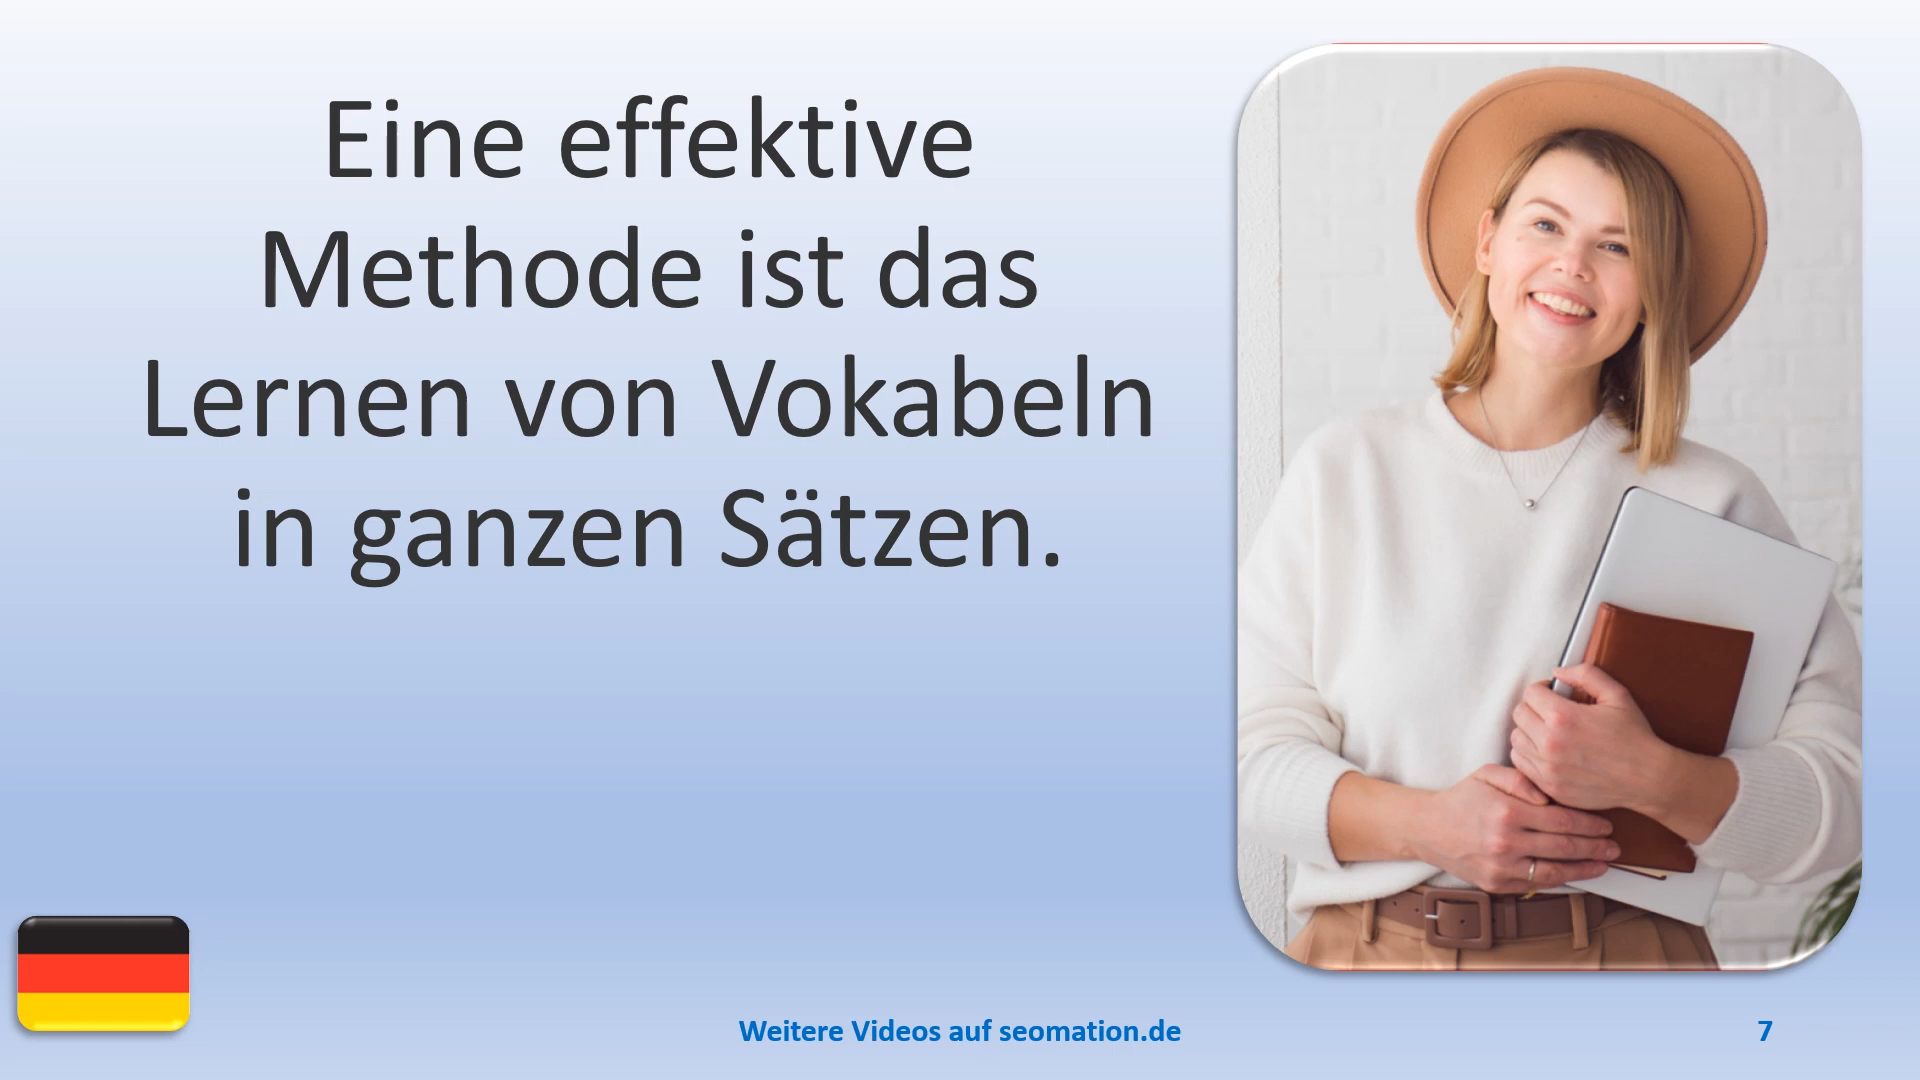 Eine effektive
Methode ist das
Lernen von Vokabeln
in ganzen Sätzen.
Weitere Videos auf seomation.de
7